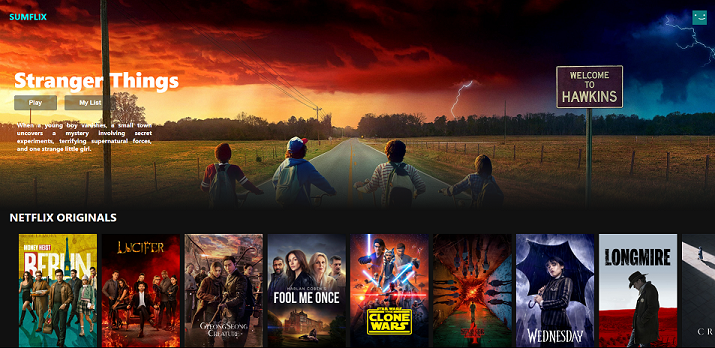 SUMFLIX
Stranger Things
Play
My List
When a young boy vanishes, a small town
uncovers a mystery involving secret
experiments, terrifying supernatural forces,
and one strange little girl.
WELCOME
TO
HAWKINS
NETFLIX ORIGINALS
MONEY HEIST
BERLIN
LUCIFER
GYEONGSEONG
CREATURE
HARLAN COBEN'S
FOOL ME ONCE
STAR WARS
THE
CLONE
WARS
4
WEDNESDAY
LONGMIRE
CR